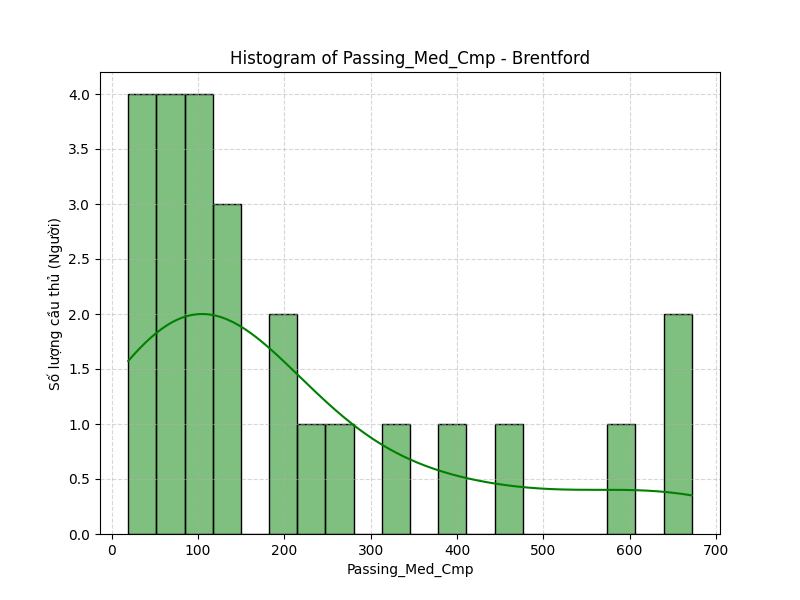 Histogram of Passing_Med_Cmp - Brentford
Số lượng cầu thủ (Người)
4.0
3.5
3.0
2.5
2.0
1.5
1.0
0.5
0.0
0 100 200 300 400 500 600 700
Passing_Med_Cmp